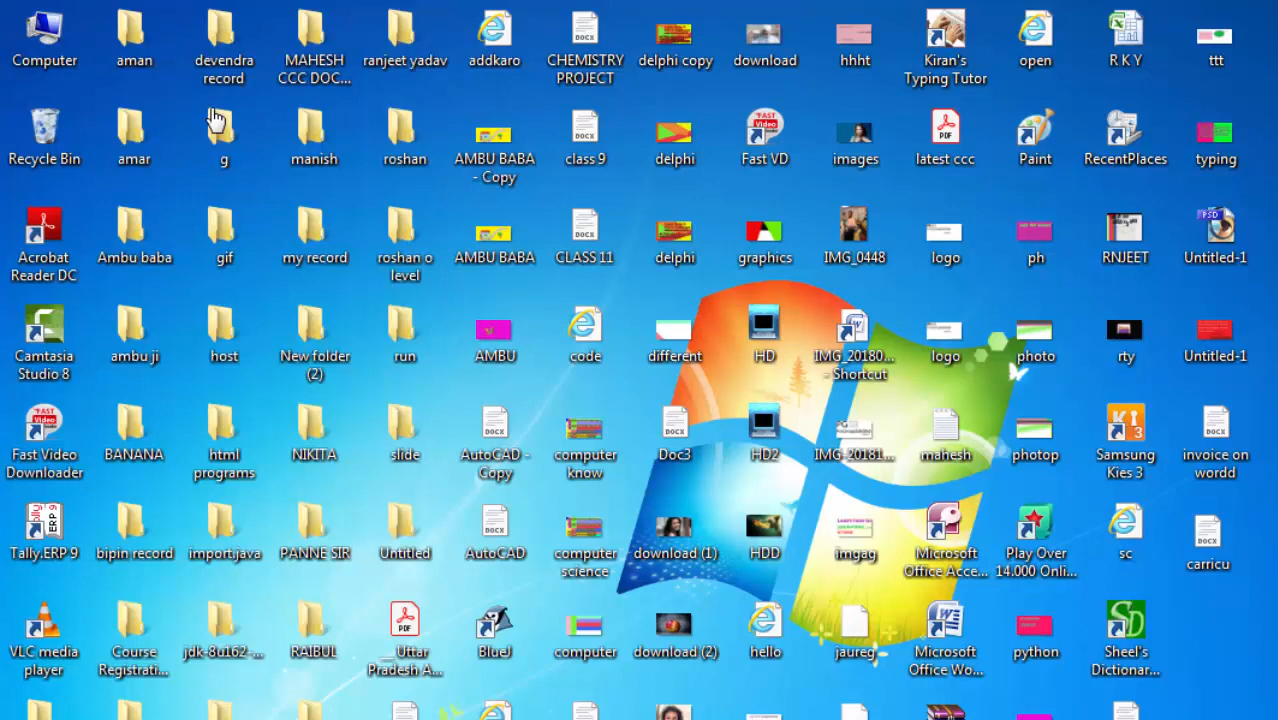 Computer
aman
devendra
record
MAHESH
CCC DOC...
ranjeet yadav
addkaro
CHEMISTRY
PROJECT
delphi copy
download
hhht
Kiran's
Typing Tutor
open
R K Y
ttt
Recycle Bin
amar
g
manish
roshan
AMBU BABA
- Copy
class 9
delphi
Fast VD
images
latest ccc
Paint
RecentPlaces
typing
Acrobat
Reader DC
Ambu baba
gif
my record
roshan o
level
AMBU BABA
CLASS 11
delphi
graphics
IMG_0448
logo
ph
RNJEET
Untitled-1
Camtasia
Studio 8
ambu ji
host
New folder
(2)
run
AMBU
code
different
HD
IMG_20180...
- Shortcut
logo
photo
rty
Untitled-1
Fast Video
Downloader
BANANA
html
programs
NIKITA
slide
AutoCAD -
Copy
computer
know
Doc3
HD2
IMG-20181...
mahesh
photop
Samsung
Kies 3
invoice on
wordd
Tally.ERP 9
bipin record
import.java
PANNE SIR
Untitled
AutoCAD
computer
science
download (1)
HDD
imgag
Microsoft
Office Acce...
Play Over
14.000 Onli...
sc
carricu
VLC media
player
Course
Registrati...
jdk-8u162-...
RAIBUL
__Uttar
Pradesh A...
BlueJ
computer
download (2)
hello
jaureg
Microsoft
Office Wo...
python
Sheel's
Dictionar...